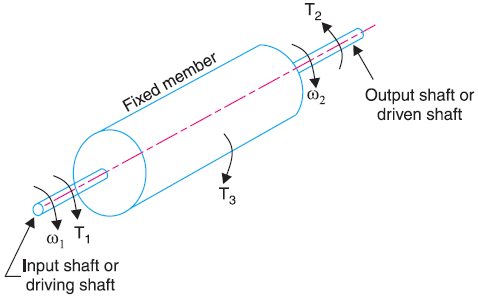 T2
Fixed member
ω2
Output shaft or
driven shaft
T3
ω1
T1
Input shaft or
driving shaft